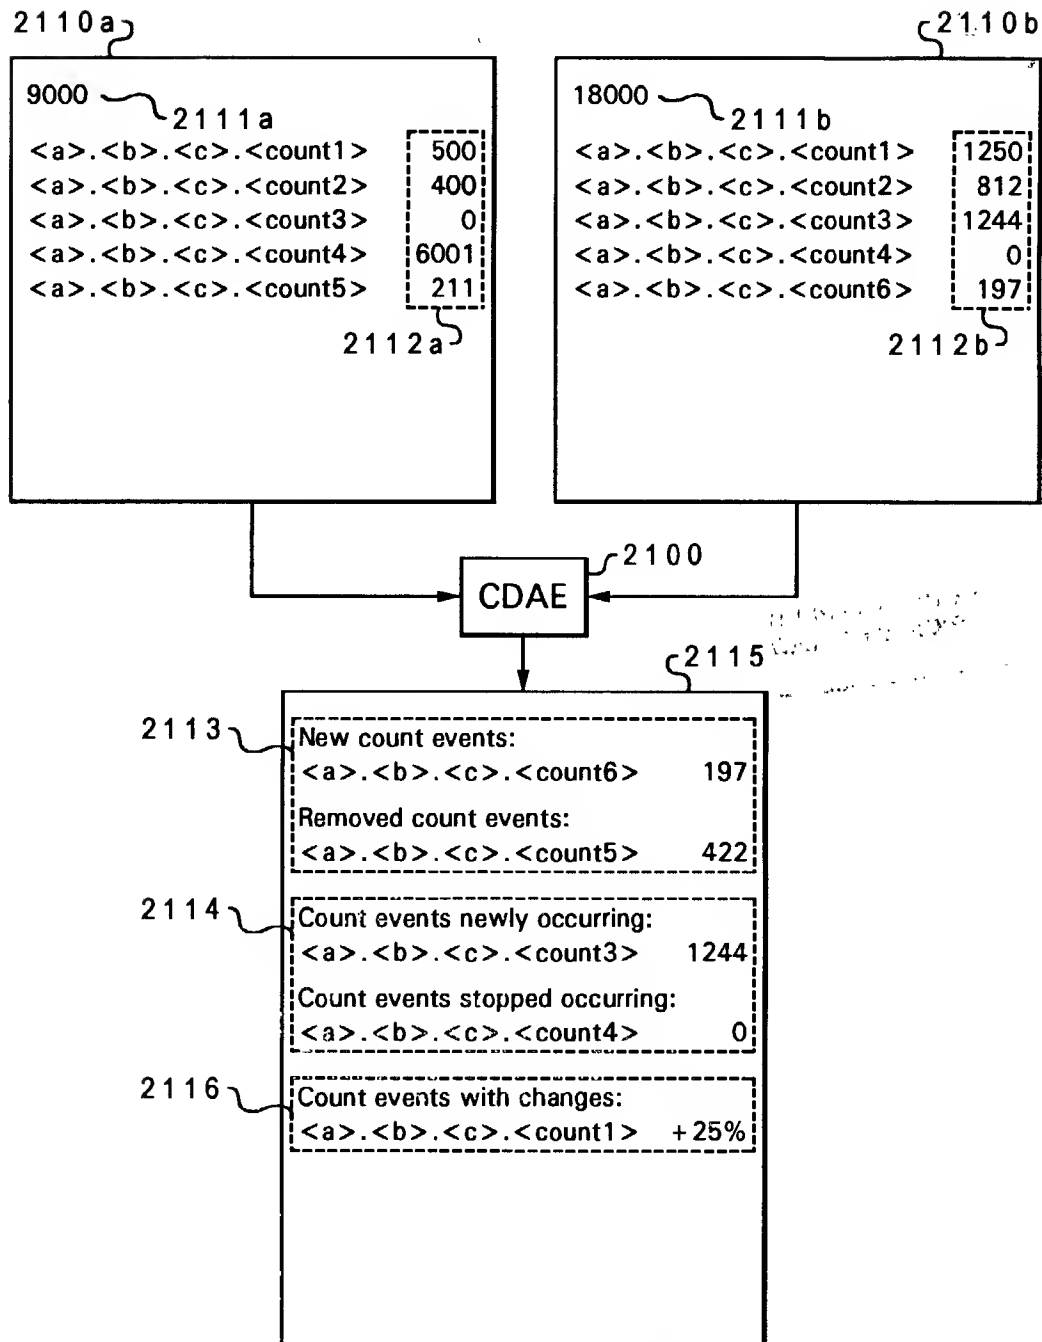 2110a
9000
2111a
<a>.<b>.<c>.<count1> 500
<a>.<b>.<c>.<count2> 400
<a>.<b>.<c>.<count3> 0
<a>.<b>.<c>.<count4> 6001
<a>.<b>.<c>.<count5> 211
2112a
2110b
18000
2111b
<a>.<b>.<c>.<count1> 1250
<a>.<b>.<c>.<count2> 812
<a>.<b>.<c>.<count3> 1244
<a>.<b>.<c>.<count4> 0
<a>.<b>.<c>.<count6> 197
2112b
2100
CDAE
2115
2113
New count events:
<a>.<b>.<c>.<count6> 197
Removed count events:
<a>.<b>.<c>.<count5> 422
2114
Count events newly occurring:
<a>.<b>.<c>.<count3> 1244
Count events stopped occurring:
<a>.<b>.<c>.<count4> 0
2116
Count events with changes:
<a>.<b>.<c>.<count1> +25%